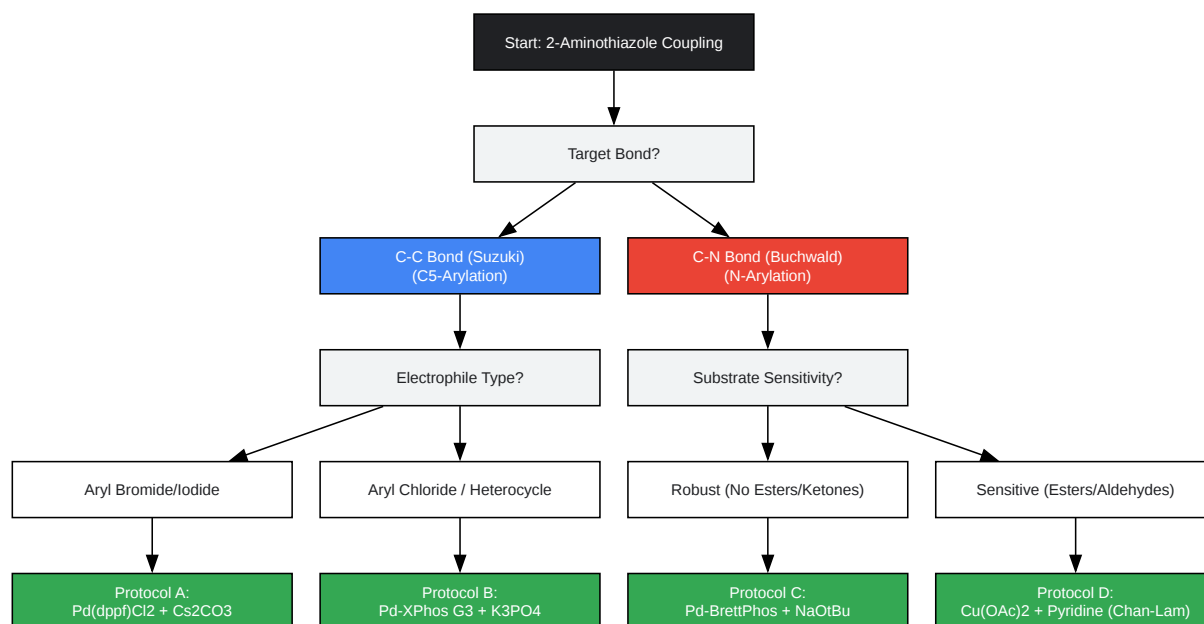 Start: 2-Aminothiazole Coupling
Target Bond?
C-C Bond (Suzuki)
(C5-Arylation)
C-N Bond (Buchwald)
(N-Arylation)
Electrophile Type?
Substrate Sensitivity?
Aryl Bromide/Iodide
Aryl Chloride / Heterocycle
Robust (No Esters/Ketones)
Sensitive (Esters/Aldehydes)
Protocol A:
Pd(dppf)Cl2 + Cs2CO3
Protocol B:
Pd-XPhos G3 + K3PO4
Protocol C:
Pd-BrettPhos + NaOtBu
Protocol D:
Cu(OAc)2 + Pyridine (Chan-Lam)